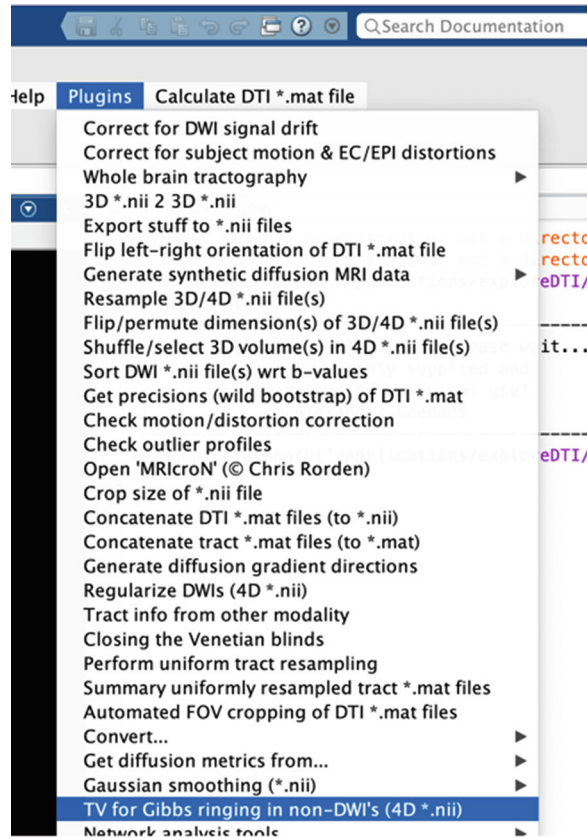 Search Documentation
Help Plugins Calculate DTI *.mat file
Correct for DWI signal drift
Correct for subject motion & EC/EPI distortions
Whole brain tractography
3D *.nii 2 3D *.nii
Export stuff to *.nii files
Flip left-right orientation of DTI *.mat file
Generate synthetic diffusion MRI data
Resample 3D/4D *.nii file(s)
Flip/permute dimension(s) of 3D/4D *.nii file(s)
Shuffle/select 3D volume(s) in 4D *.nii file(s)
Sort DWI *.nii file(s) wrt b-values
Get precisions (wild bootstrap) of DTI *.mat
Check motion/distortion correction
Check outlier profiles
Open 'MRIcroN' (© Chris Rorden)
Crop size of *.nii file
Concatenate DTI *.mat files (to *.nii)
Concatenate tract *.mat files (to *.mat)
Generate diffusion gradient directions
Regularize DWIs (4D *.nii)
Tract info from other modality
Closing the Venetian blinds
Perform uniform tract resampling
Summary uniformly resampled tract *.mat files
Automated FOV cropping of DTI *.mat files
Convert...
Get diffusion metrics from...
Gaussian smoothing (*.nii)
TV for Gibbs ringing in non-DWI's (4D *.nii)
Network analysis tools
recto
recto
eDTI/
it...
eDTI/